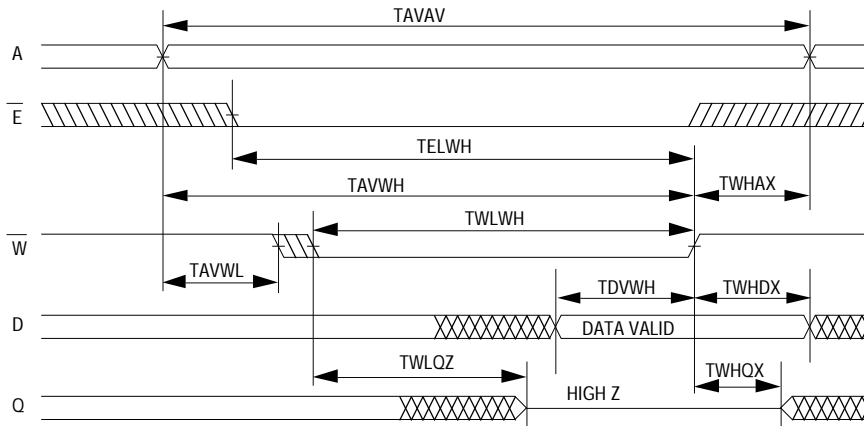 TAVAV
A
E
TELWH
TAVWH
TWHAX
TWLWH
W
TAVWL
TDVWH
TWHDX
D
DATA VALID
TWLQZ
TWHQX
HIGH Z
Q